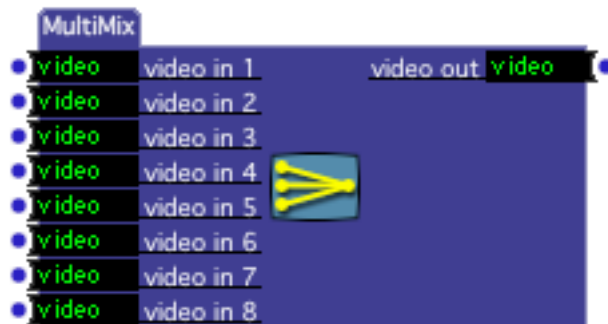 MultiMix
video video in 1 video out video
video video in 2
video video in 3
video video in 4
video video in 5
video video in 6
video video in 7
video video in 8